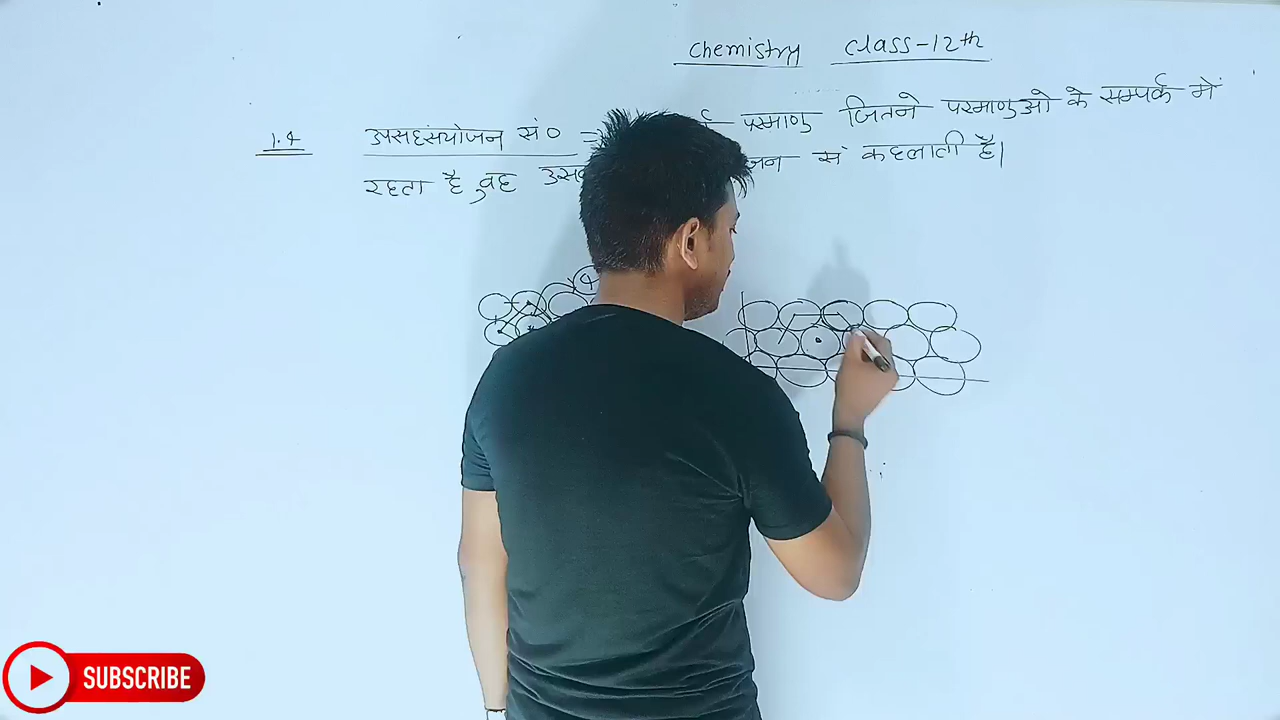 Chemistry Class-12th
1.4 उपसहसंयोजन सं० = परमाणु जितने परमाणुओ के सम्पर्क में
रहता है, वह सं कहलाती है।
SUBSCRIBE